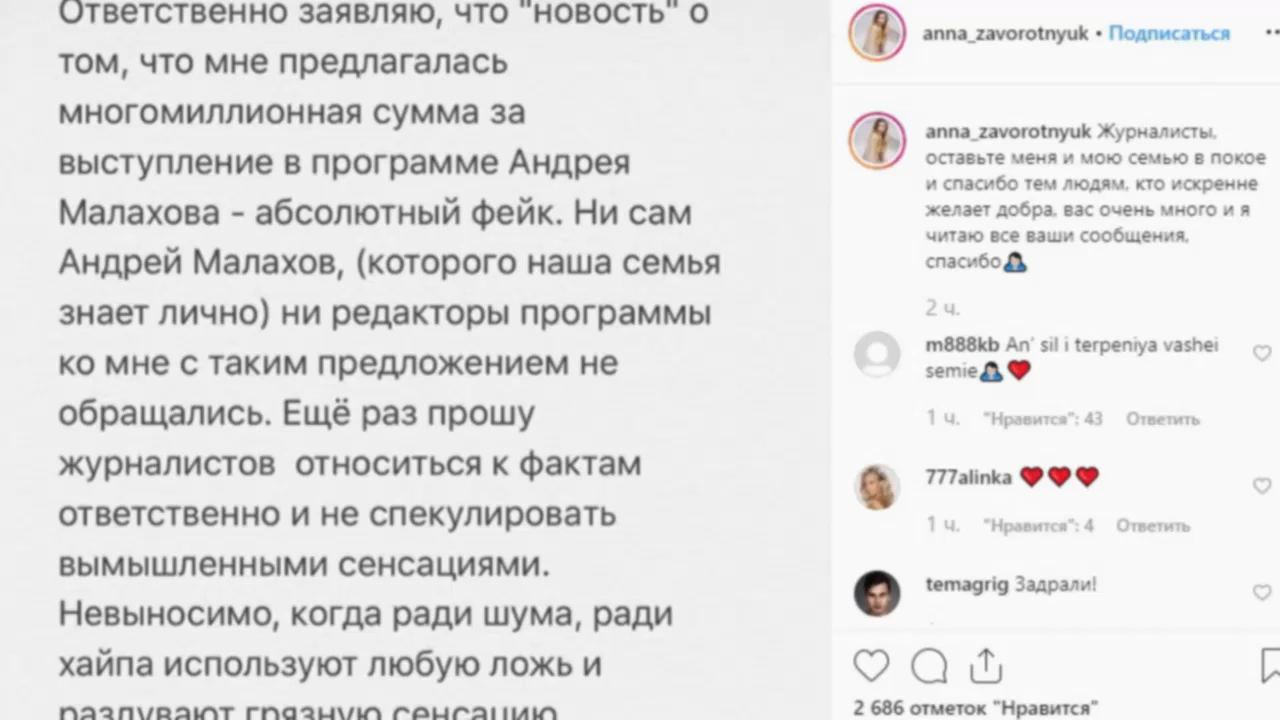 Ответственно заявляю, что "новость" о
том, что мне предлагалась
многомиллионная сумма за
выступление в программе Андрея
Малахова - абсолютный фейк. Ни сам
Андрей Малахов, (которого наша семья
знает лично) ни редакторы программы
ко мне с таким предложением не
обращались. Ещё раз прошу
журналистов относиться к фактам
ответственно и не спекулировать
вымышленными сенсациями.
Невыносимо, когда ради шума, ради
хайпа используют любую ложь и
раздувают грязную сенсацию
anna_zavorotnyuk • Подписаться
anna_zavorotnyuk Журналисты,
оставьте меня и мою семью в покое
и спасибо тем людям, кто искренне
желает добра, вас очень много и я
читаю все ваши сообщения,
спасибо
2 ч.
m888kb An' sil i terpeniya vashei
semie
1 ч. "Нравится": 43 Ответить
777alinka
1 ч. "Нравится": 4 Ответить
temagrig Задрали!
2 686 отметок "Нравится"